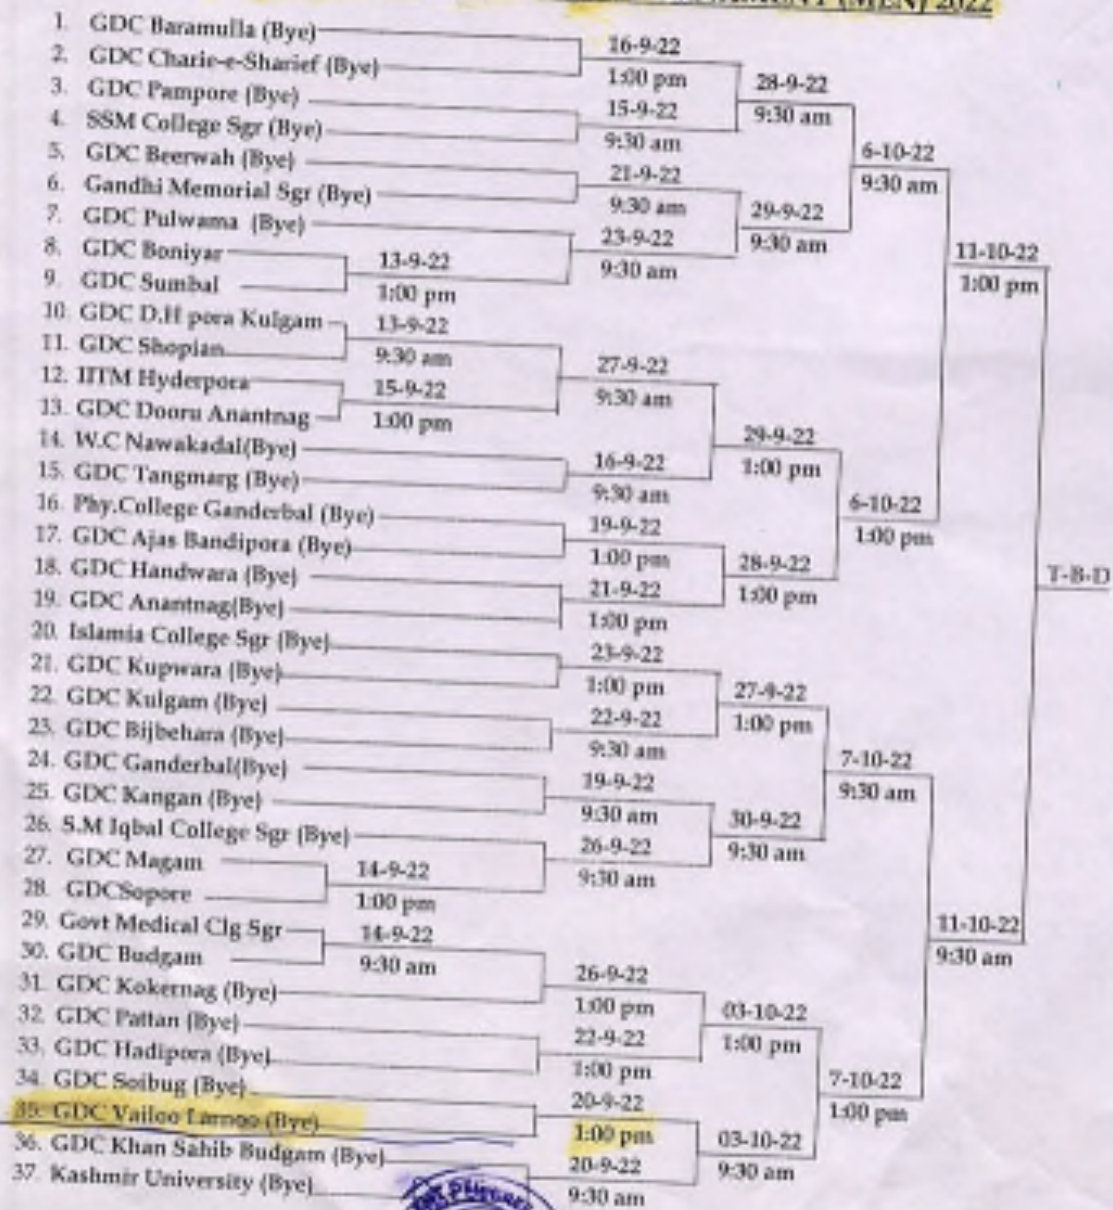 (MEN) 2022
1. GDC Baramulla (Bye)
16-9-22
2. GDC Charie-e-Sharief (Bye)
1:00 pm
28-9-22
3. GDC Pampore (Bye)
15-9-22
9:30 am
4. SSM College Sgr (Bye)
9:30 am
6-10-22
5. GDC Beerwah (Bye)
21-9-22
9:30 am
6. Gandhi Memorial Sgr (Bye)
9:30 am
29-9-22
7. GDC Pulwama (Bye)
23-9-22
9:30 am
8. GDC Boniyar
13-9-22
9:30 am
11-10-22
9. GDC Sumbal
1:00 pm
1:00 pm
10. GDC D.H pora Kulgam
13-9-22
11. GDC Shopian
9:30 am
27-9-22
12. IITM Hyderpora
15-9-22
9:30 am
13. GDC Dooru Anantnag
1:00 pm
29-9-22
14. W.C Nawakadal(Bye)
16-9-22
1:00 pm
15. GDC Tangmarg (Bye)
9:30 am
6-10-22
16. Phy.College Ganderbal (Bye)
19-9-22
1:00 pm
17. GDC Ajas Bandipora (Bye)
1:00 pm
28-9-22
18. GDC Handwara (Bye)
21-9-22
1:00 pm
T-B-D
19. GDC Anantnag(Bye)
1:00 pm
20. Islamia College Sgr (Bye)
23-9-22
21. GDC Kupwara (Bye)
1:00 pm
27-9-22
22. GDC Kulgam (Bye)
22-9-22
1:00 pm
23. GDC Bijbehara (Bye)
9:30 am
7-10-22
24. GDC Ganderbal(Bye)
19-9-22
9:30 am
25. GDC Kangan (Bye)
9:30 am
30-9-22
26. S.M Iqbal College Sgr (Bye)
26-9-22
9:30 am
27. GDC Magam
14-9-22
9:30 am
28. GDCSopore
1:00 pm
29. Govt Medical Clg Sgr
14-9-22
11-10-22
30. GDC Budgam
9:30 am
26-9-22
9:30 am
31. GDC Kokernag (Bye)
1:00 pm
03-10-22
32. GDC Pattan (Bye)
22-9-22
1:00 pm
33. GDC Hadipora (Bye)
1:00 pm
7-10-22
34. GDC Soibug (Bye)
20-9-22
1:00 pm
35. GDC Vailoo Larnoo (Bye)
1:00 pm
03-10-22
36. GDC Khan Sahib Budgam (Bye)
20-9-22
9:30 am
37. Kashmir University (Bye)
9:30 am